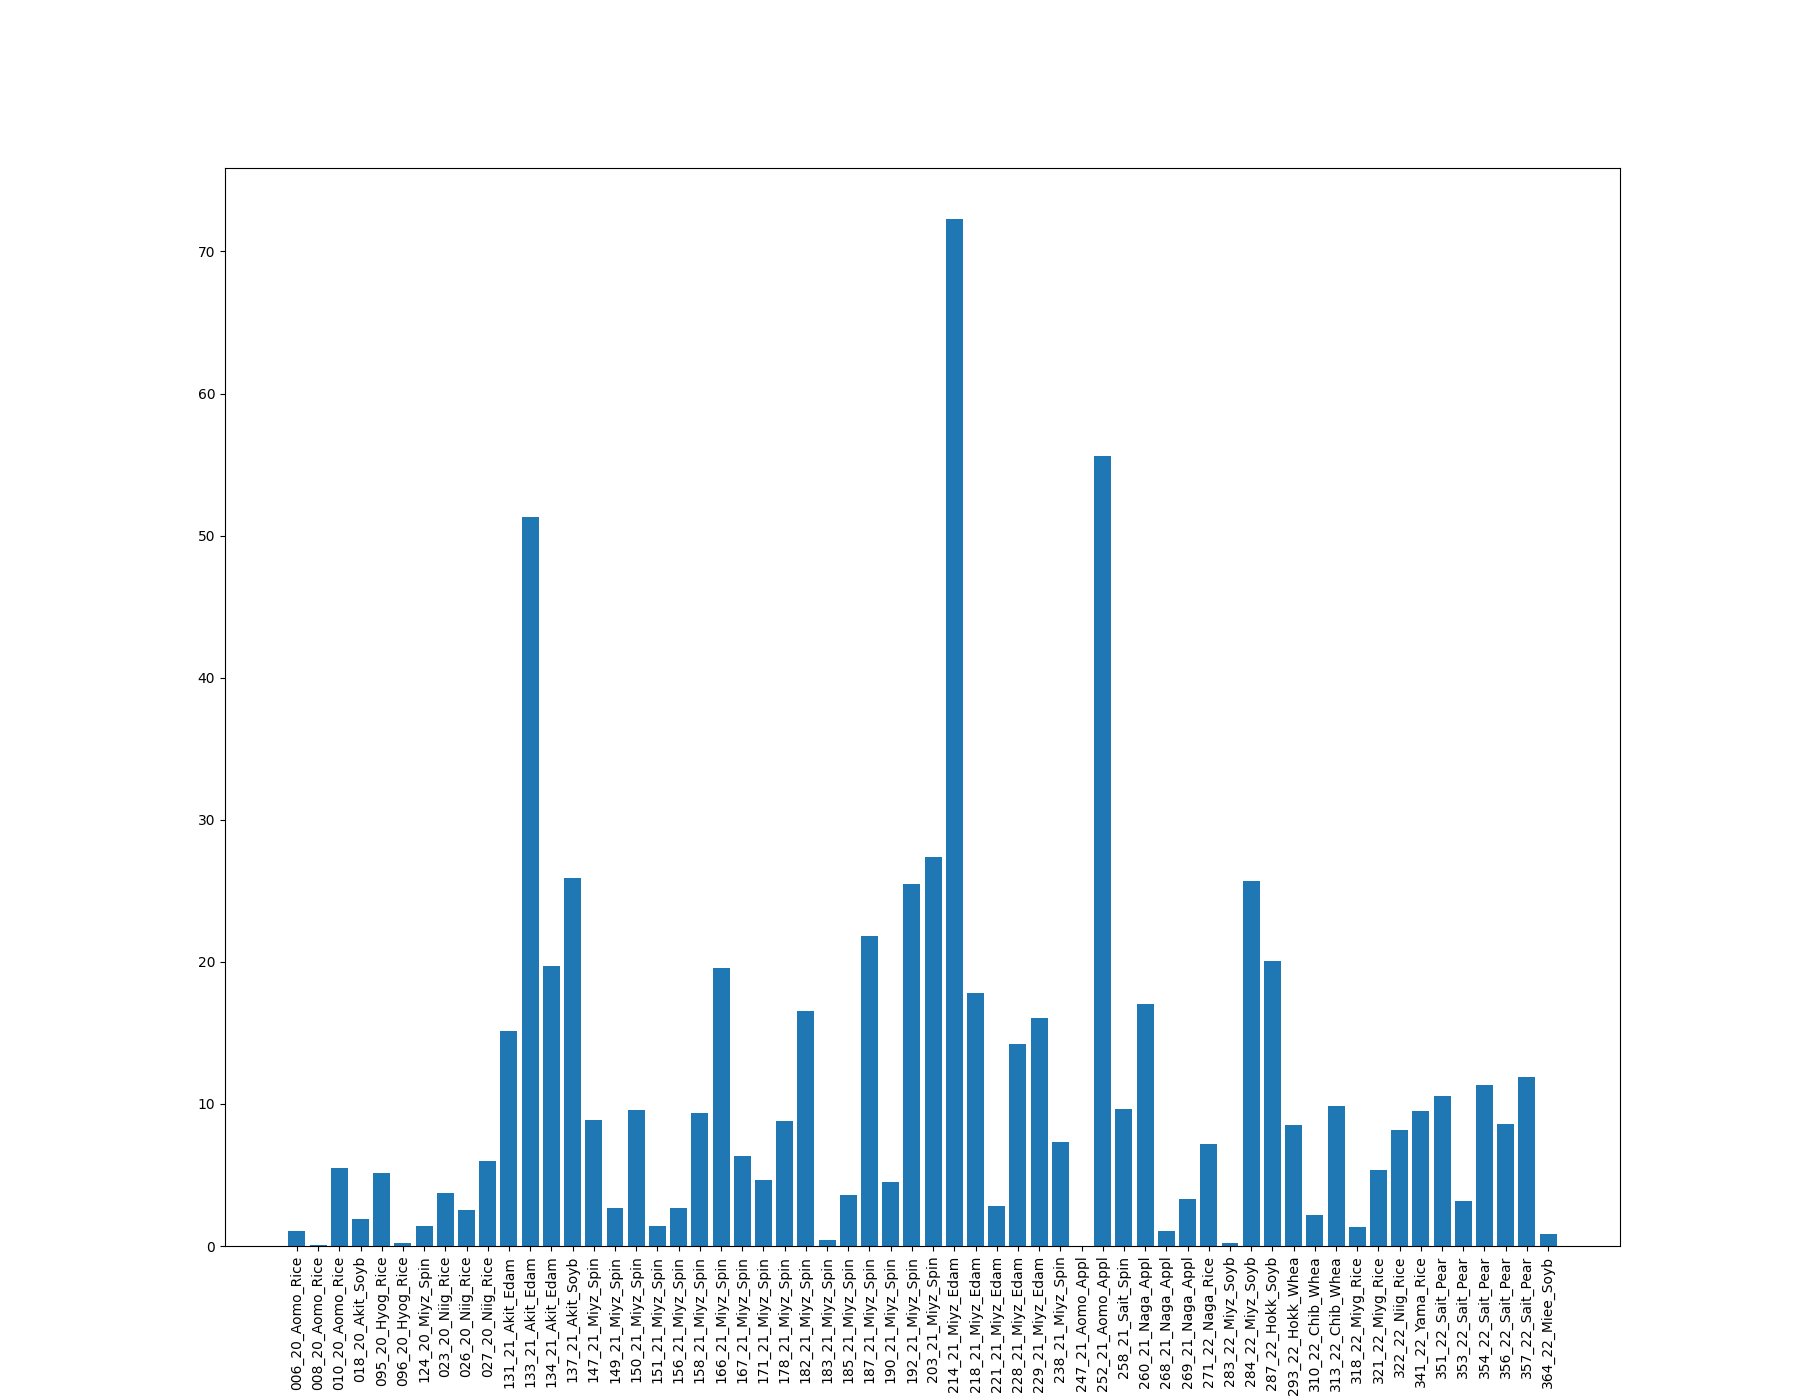 70
60
50
40
30
20
10
0
006_20_Aomo_Rice
008_20_Aomo_Rice
010_20_Aomo_Rice
018_20_Akit_Soyb
095_20_Hyog_Rice
096_20_Hyog_Rice
124_20_Miyz_Spin
023_20_Niig_Rice
026_20_Niig_Rice
027_20_Niig_Rice
131_21_Akit_Edam
133_21_Akit_Edam
134_21_Akit_Edam
137_21_Akit_Soyb
147_21_Miyz_Spin
149_21_Miyz_Spin
150_21_Miyz_Spin
151_21_Miyz_Spin
156_21_Miyz_Spin
158_21_Miyz_Spin
166_21_Miyz_Spin
167_21_Miyz_Spin
171_21_Miyz_Spin
178_21_Miyz_Spin
182_21_Miyz_Spin
183_21_Miyz_Spin
185_21_Miyz_Spin
187_21_Miyz_Spin
190_21_Miyz_Spin
192_21_Miyz_Spin
203_21_Miyz_Spin
214_21_Miyz_Edam
218_21_Miyz_Edam
221_21_Miyz_Edam
228_21_Miyz_Edam
229_21_Miyz_Edam
238_21_Miyz_Spin
247_21_Aomo_Appl
252_21_Aomo_Appl
258_21_Sait_Spin
260_21_Naga_Appl
268_21_Naga_Appl
269_21_Naga_Appl
271_22_Naga_Rice
283_22_Miyz_Soyb
284_22_Miyz_Soyb
287_22_Hokk_Soyb
293_22_Hokk_Whea
310_22_Chib_Whea
313_22_Chib_Whea
318_22_Miyg_Rice
321_22_Miyg_Rice
322_22_Niig_Rice
341_22_Yama_Rice
351_22_Sait_Pear
353_22_Sait_Pear
354_22_Sait_Pear
356_22_Sait_Pear
357_22_Sait_Pear
364_22_Miee_Soyb